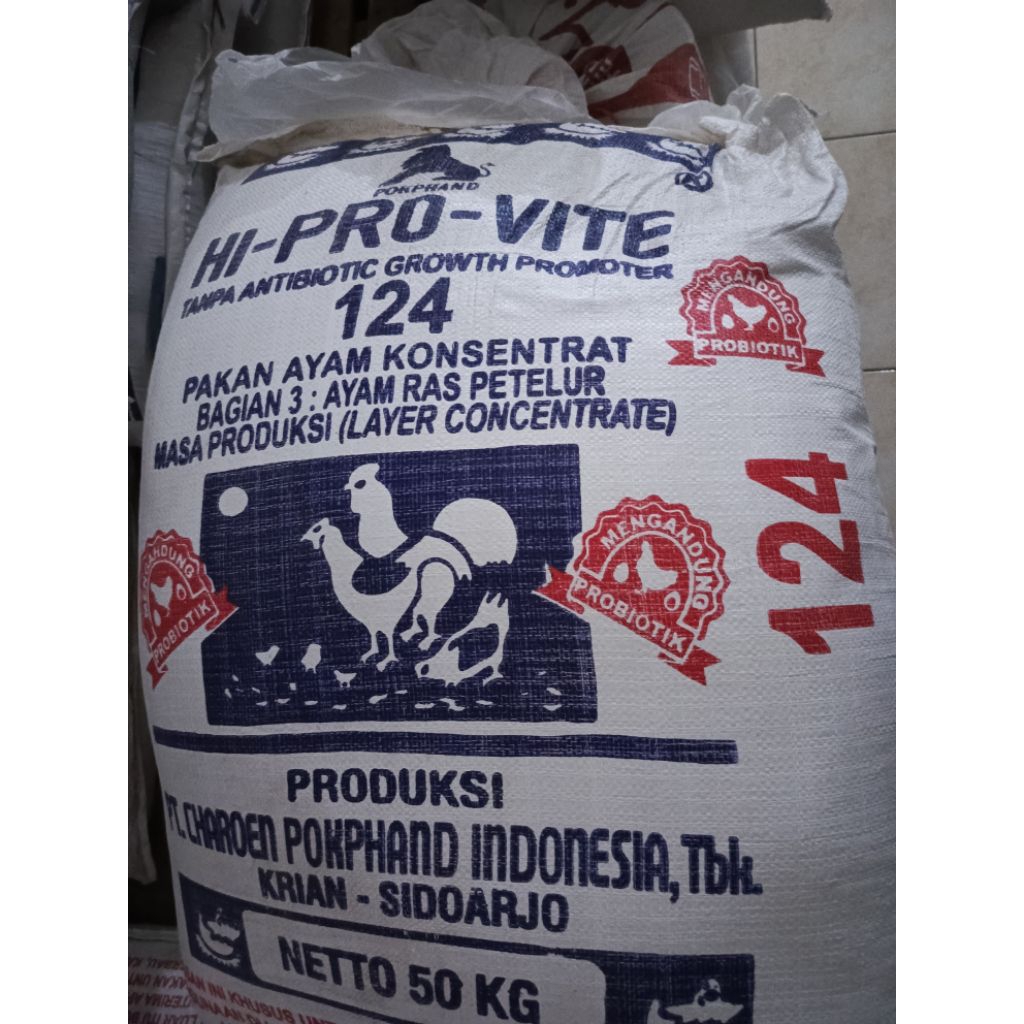 POKPHAND
HI-PRO-VITE
TANPA ANTIBIOTIC GROWTH PROMOTER
124
PAKAN AYAM KONSENTRAT
BAGIAN 3 : AYAM RAS PETELUR
MASA PRODUKSI (LAYER CONCENTRATE)
MENGANDUNG
PROBIOTIK
124
MENGANDUNG
PROBIOTIK
MENGANDUNG
PROBIOTIK
PRODUKSI
PT. CHAROEN POKPHAND INDONESIA, Tbk.
KRIAN - SIDOARJO
NETTO 50 KG
INI KHUSUS